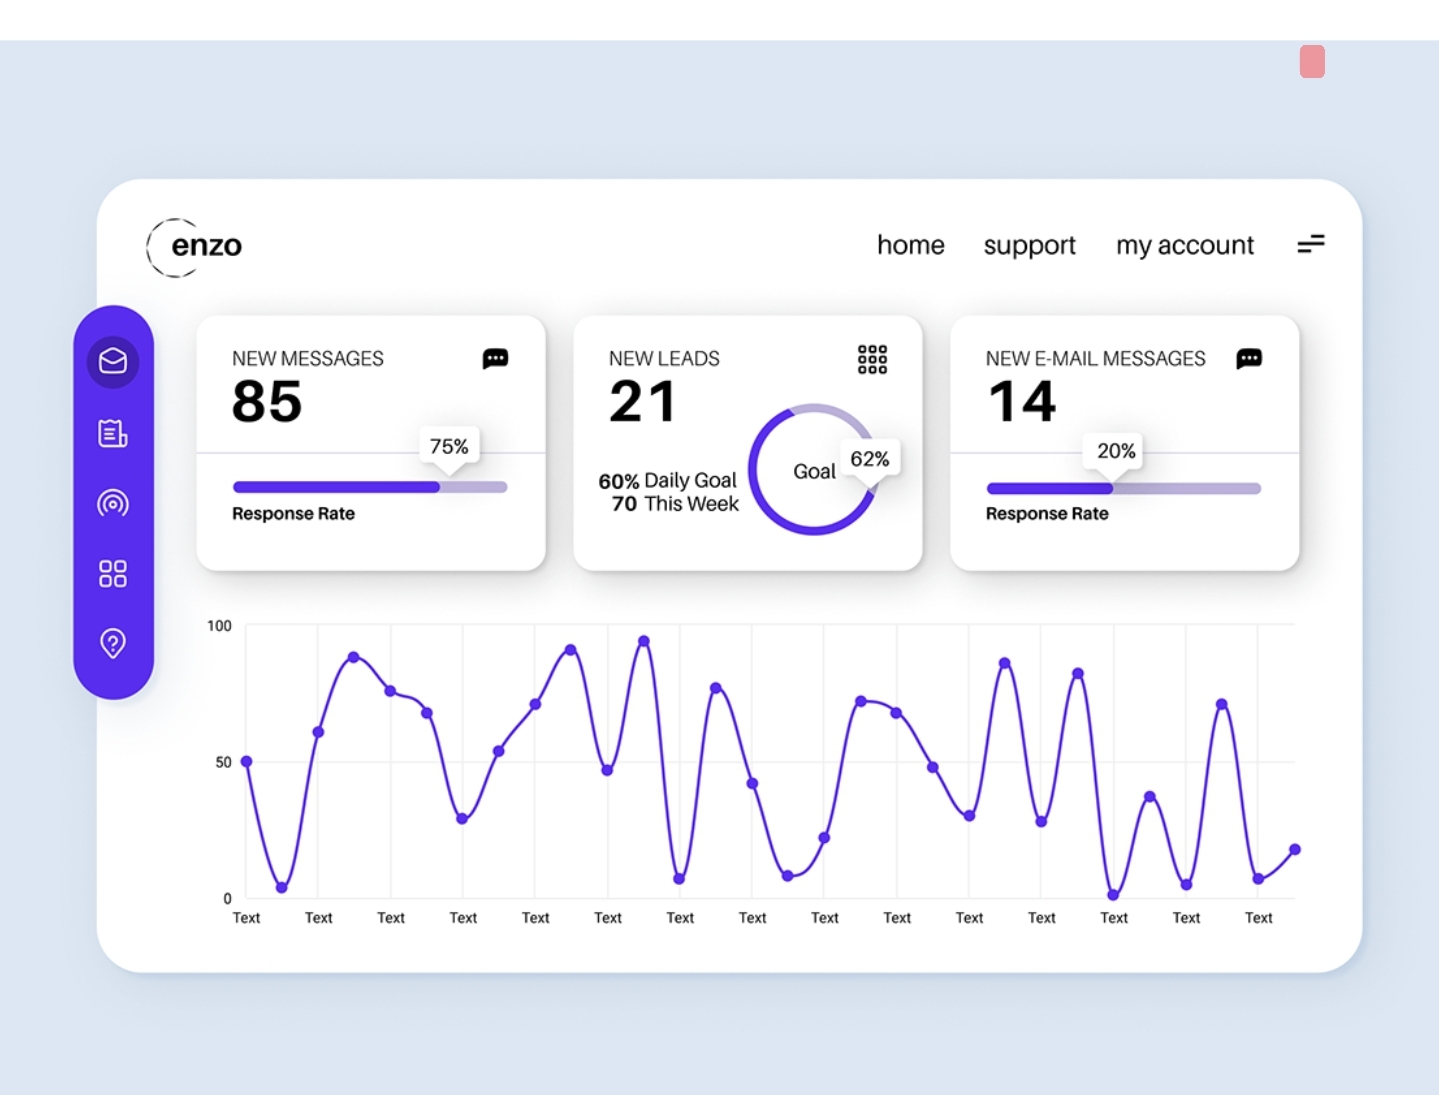 enzo
home support my account
NEW MESSAGES
85
75%
Response Rate
NEW LEADS
21
60% Daily Goal
70 This Week
Goal
62%
NEW E-MAIL MESSAGES
14
20%
Response Rate
100
50
0
Text Text Text Text Text Text Text Text Text Text Text Text Text Text Text